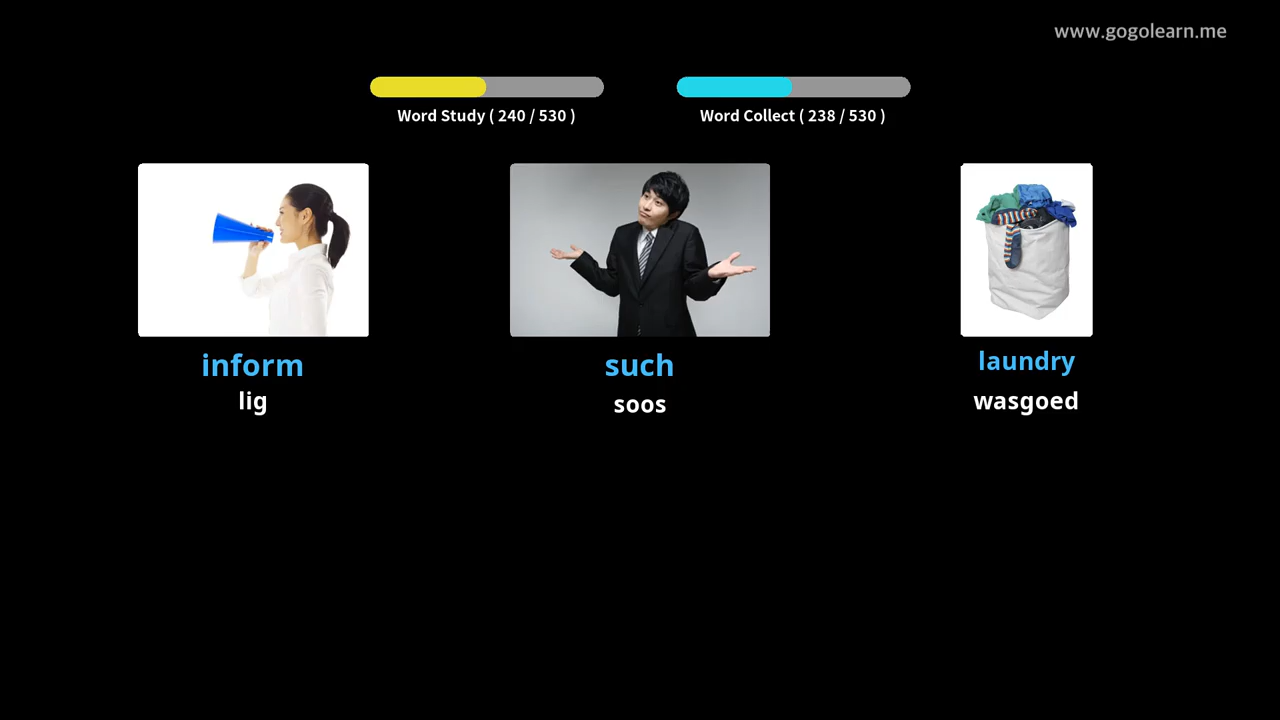 www.gogolearn.me
Word Study ( 240 / 530 )
Word Collect ( 238 / 530 )
inform
such
laundry
lig
soos
wasgoed